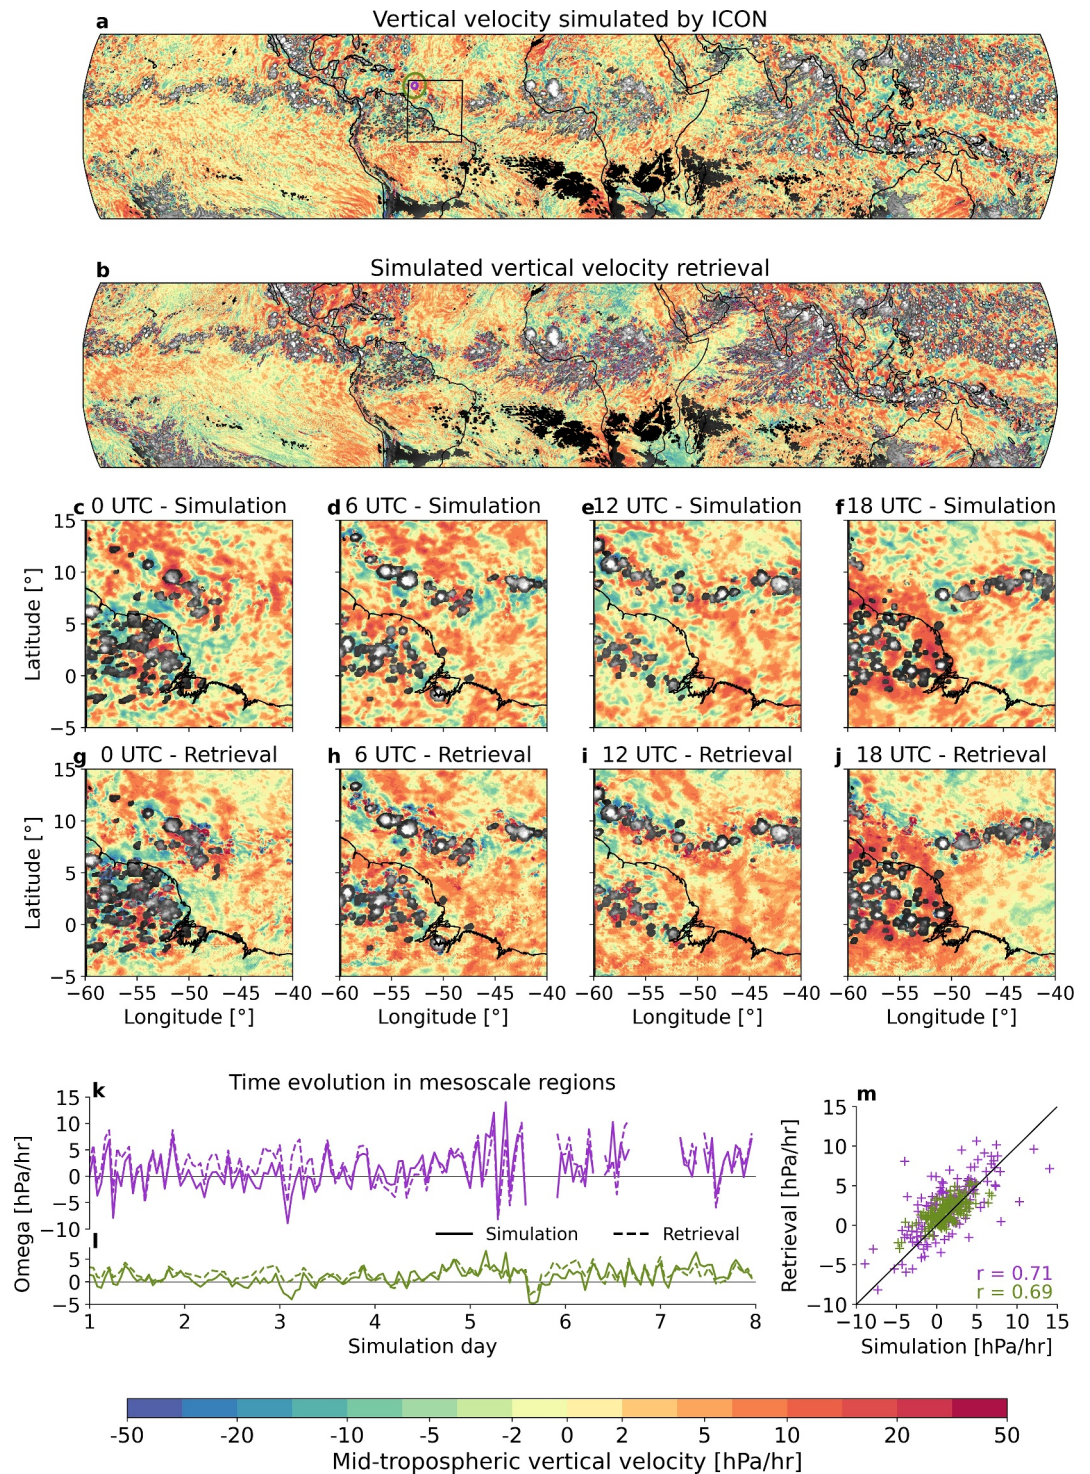 a
Vertical velocity simulated by ICON
b
Simulated vertical velocity retrieval
c 0 UTC - Simulation
d 6 UTC - Simulation
e 12 UTC - Simulation
f 18 UTC - Simulation
15
10
5
0
−5
Latitude [°]
g 0 UTC - Retrieval
h 6 UTC - Retrieval
i 12 UTC - Retrieval
j 18 UTC - Retrieval
15
10
5
0
−5
Latitude [°]
−60 −55 −50 −45 −40
−60 −55 −50 −45 −40
−60 −55 −50 −45 −40
−60 −55 −50 −45 −40
Longitude [°]
Longitude [°]
Longitude [°]
Longitude [°]
k
Time evolution in mesoscale regions
15
10
5
0
−5
−10
Omega [hPa/hr]
l
Simulation
Retrieval
5
0
−5
1 2 3 4 5 6 7 8
Simulation day
m
15
10
5
0
−5
−10
Retrieval [hPa/hr]
r = 0.71
r = 0.69
−10 −5 0 5 10 15
Simulation [hPa/hr]
-50 -20 -10 -5 -2 0 2 5 10 20 50
Mid-tropospheric vertical velocity [hPa/hr]